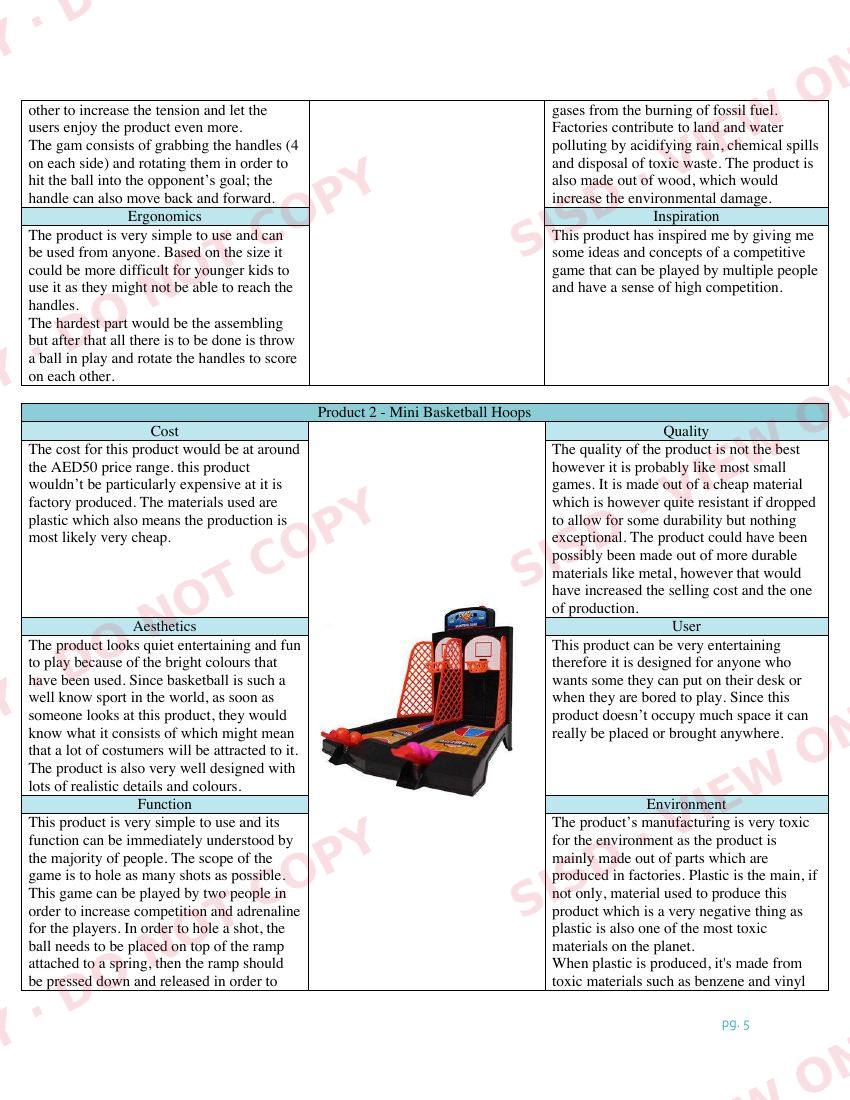 other to increase the tension and let the
users enjoy the product even more.
The gam consists of grabbing the handles (4
on each side) and rotating them in order to
hit the ball into the opponent's goal; the
handle can also move back and forward.
Ergonomics
The product is very simple to use and can
be used from anyone. Based on the size it
could be more difficult for younger kids to
use it as they might not be able to reach the
handles.
The hardest part would be the assembling
but after that all there is to be done is throw
a ball in play and rotate the handles to score
on each other.
gases from the burning of fossil fuel.
Factories contribute to land and water
polluting by acidifying rain, chemical spills
and disposal of toxic waste. The product is
also made out of wood, which would
increase the environmental damage.
Inspiration
This product has inspired me by giving me
some ideas and concepts of a competitive
game that can be played by multiple people
and have a sense of high competition.
Product 2 - Mini Basketball Hoops
Cost
The cost for this product would be at around
the AED50 price range. this product
wouldn't be particularly expensive at it is
factory produced. The materials used are
plastic which also means the production is
most likely very cheap.
Aesthetics
The product looks quiet entertaining and fun
to play because of the bright colours that
have been used. Since basketball is such a
well know sport in the world, as soon as
someone looks at this product, they would
know what it consists of which might mean
that a lot of costumers will be attracted to it.
The product is also very well designed with
lots of realistic details and colours.
Function
This product is very simple to use and its
function can be immediately understood by
the majority of people. The scope of the
game is to hole as many shots as possible.
This game can be played by two people in
order to increase competition and adrenaline
for the players. In order to hole a shot, the
ball needs to be placed on top of the ramp
attached to a spring, then the ramp should
be pressed down and released in order to
Quality
The quality of the product is not the best
however it is probably like most small
games. It is made out of a cheap material
which is however quite resistant if dropped
to allow for some durability but nothing
exceptional. The product could have been
possibly been made out of more durable
materials like metal, however that would
have increased the selling cost and the one
of production.
User
This product can be very entertaining
therefore it is designed for anyone who
wants some they can put on their desk or
when they are bored to play. Since this
product doesn't occupy much space it can
really be placed or brought anywhere.
Environment
The product's manufacturing is very toxic
for the environment as the product is
mainly made out of parts which are
produced in factories. Plastic is the main, if
not only, material used to produce this
product which is a very negative thing as
plastic is also one of the most toxic
materials on the planet.
When plastic is produced, it's made from
toxic materials such as benzene and vinyl
pg. 5
Y · DO NOT COPY
SISD · VIEW ON
Y · DO NOT COPY
SISD · VIEW ON
Y · DO NOT COPY
SISD · VIEW ON